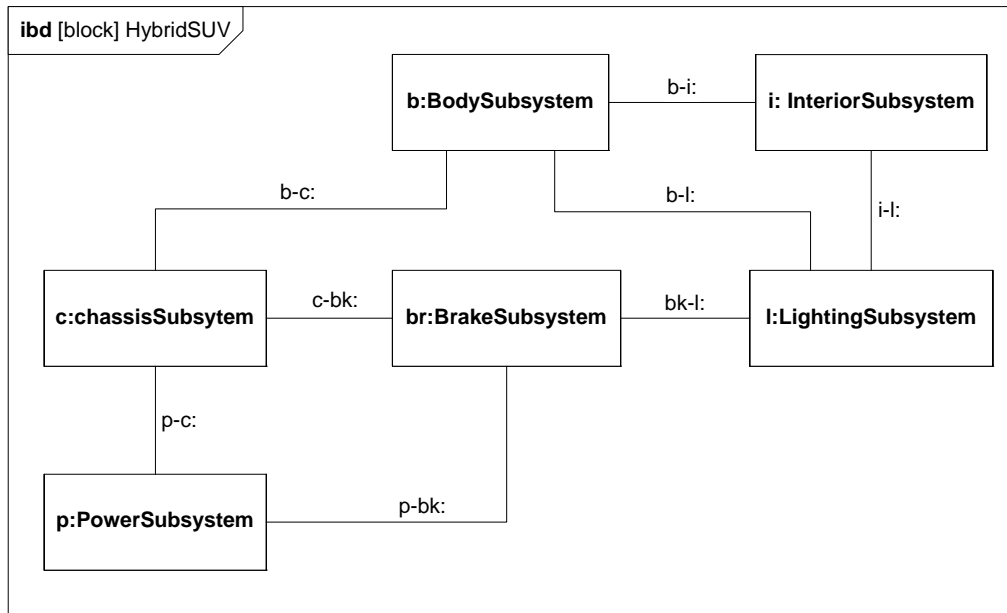 ibd [block] HybridSUV
b:BodySubsystem
b-i:
i: InteriorSubsystem
b-c:
b-l:
i-l:
c:chassisSubsytem
c-bk:
br:BrakeSubsystem
bk-l:
l:LightingSubsystem
p-c:
p:PowerSubsystem
p-bk: